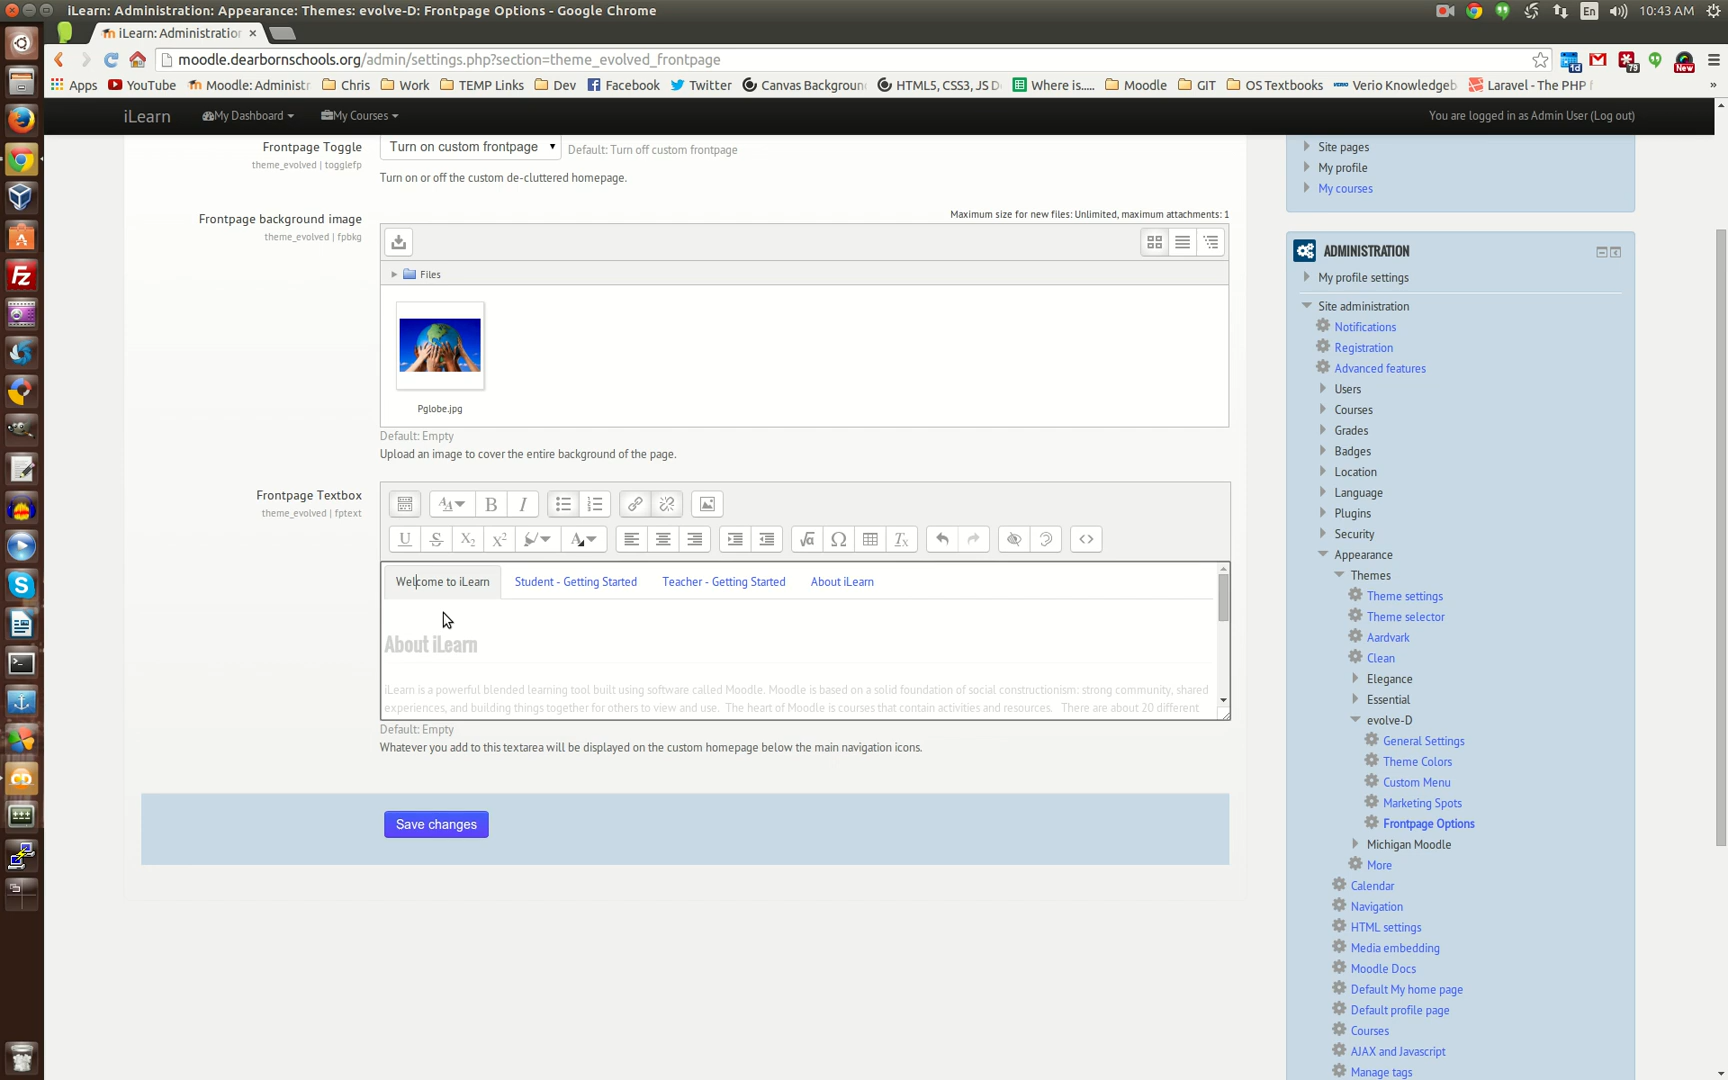 iLearn: Administration: Appearance: Themes: evolve-D: Frontpage Options - Google Chrome
En
10:43 AM
iLearn: Administratio
moodle.dearbornschools.org/admin/settings.php?section=theme_evolved_frontpage
Apps YouTube Moodle: Administr Chris Work TEMP Links Dev Facebook Twitter Canvas Backgroun HTML5, CSS3, JS D Where is..... Moodle GIT OS Textbooks Verio Knowledgeb Laravel - The PHP f »
iLearn My Dashboard My Courses You are logged in as Admin User (Log out)
Frontpage Toggle
theme_evolved | togglefp
Turn on custom frontpage
Default: Turn off custom frontpage
Turn on or off the custom de-cluttered homepage.
Frontpage background image
theme_evolved | fpbkg
Maximum size for new files: Unlimited, maximum attachments: 1
Files
Pglobe.jpg
Default: Empty
Upload an image to cover the entire background of the page.
Frontpage Textbox
theme_evolved | fptext
Welcome to iLearn Student - Getting Started Teacher - Getting Started About iLearn
About iLearn
iLearn is a powerful blended learning tool built using software called Moodle. Moodle is based on a solid foundation of social constructionism: strong community, shared
experiences, and building things together for others to view and use. The heart of Moodle is courses that contain activities and resources. There are about 20 different
Default: Empty
Whatever you add to this textarea will be displayed on the custom homepage below the main navigation icons.
Save changes
Site pages
My profile
My courses
ADMINISTRATION
My profile settings
Site administration
Notifications
Registration
Advanced features
Users
Courses
Grades
Badges
Location
Language
Plugins
Security
Appearance
Themes
Theme settings
Theme selector
Aardvark
Clean
Elegance
Essential
evolve-D
General Settings
Theme Colors
Custom Menu
Marketing Spots
Frontpage Options
Michigan Moodle
More
Calendar
Navigation
HTML settings
Media embedding
Moodle Docs
Default My home page
Default profile page
Courses
AJAX and Javascript
Manage tags